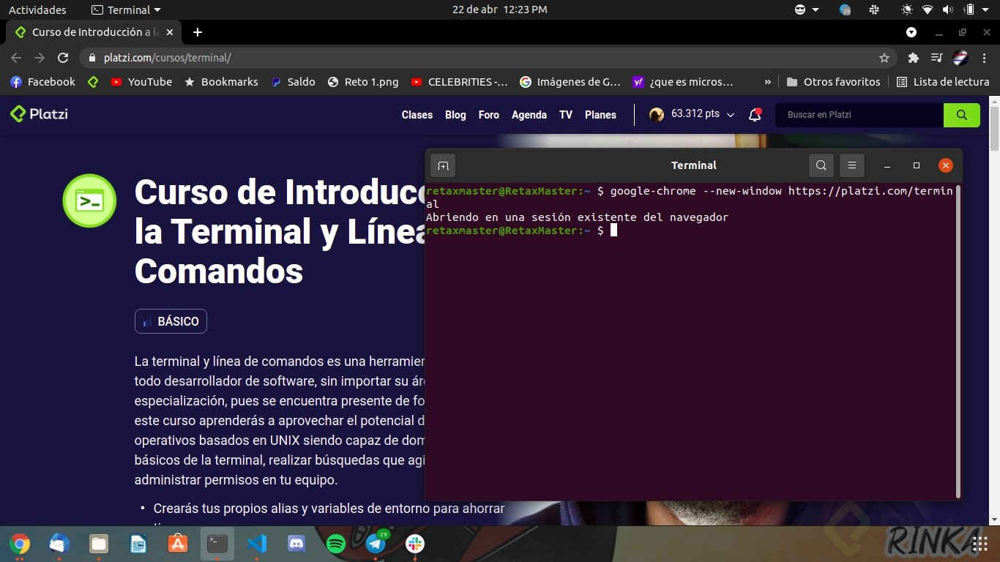 Actividades Terminal 22 de abr 12:23 PM 29
Curso de Introducción a la
platzi.com/cursos/terminal/
Facebook YouTube Bookmarks Saldo Reto 1.png CELEBRITIES -... Imágenes de G... y! ¿que es micros... » Otros favoritos Lista de lectura
Platzi Clases Blog Foro Agenda TV Planes 63.312 pts Buscar en Platzi
Terminal
Curso de Introducc
la Terminal y Línea
Comandos
retaxmaster@RetaxMaster:~ $ google-chrome --new-window https://platzi.com/termin
al
Abriendo en una sesión existente del navegador
retaxmaster@RetaxMaster:~ $
BÁSICO
La terminal y línea de comandos es una herramien
todo desarrollador de software, sin importar su ár
especialización, pues se encuentra presente de fo
este curso aprenderás a aprovechar el potencial d
operativos basados en UNIX siendo capaz de dom
básicos de la terminal, realizar búsquedas que agi
administrar permisos en tu equipo.
• Crearás tus propios alias y variables de entorno para ahorrar
29
RINKA